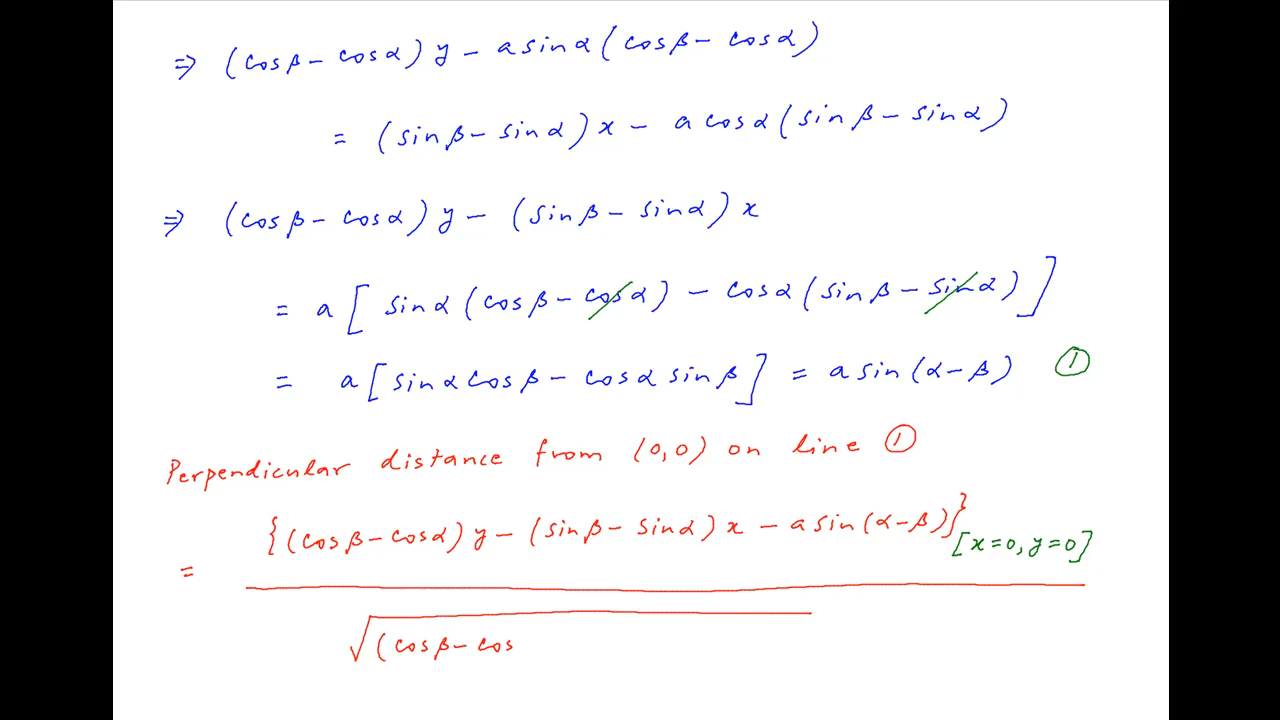 ⇒ (cosβ − cosα) y − a sinα (cosβ − cosα)
= (sinβ − sinα) x − a cosα (sinβ − sinα)
⇒ (cosβ − cosα) y − (sinβ − sinα) x
= a [ sinα (cosβ − cosα) − cosα (sinβ − sinα) ]
= a [ sinα cosβ − cosα sinβ ] = a sin (α − β) ①
Perpendicular distance from (0,0) on line ①
= {(cosβ − cosα) y − (sinβ − sinα) x − a sin(α − β)} [x=0, y=0]
√ (cosβ − cos